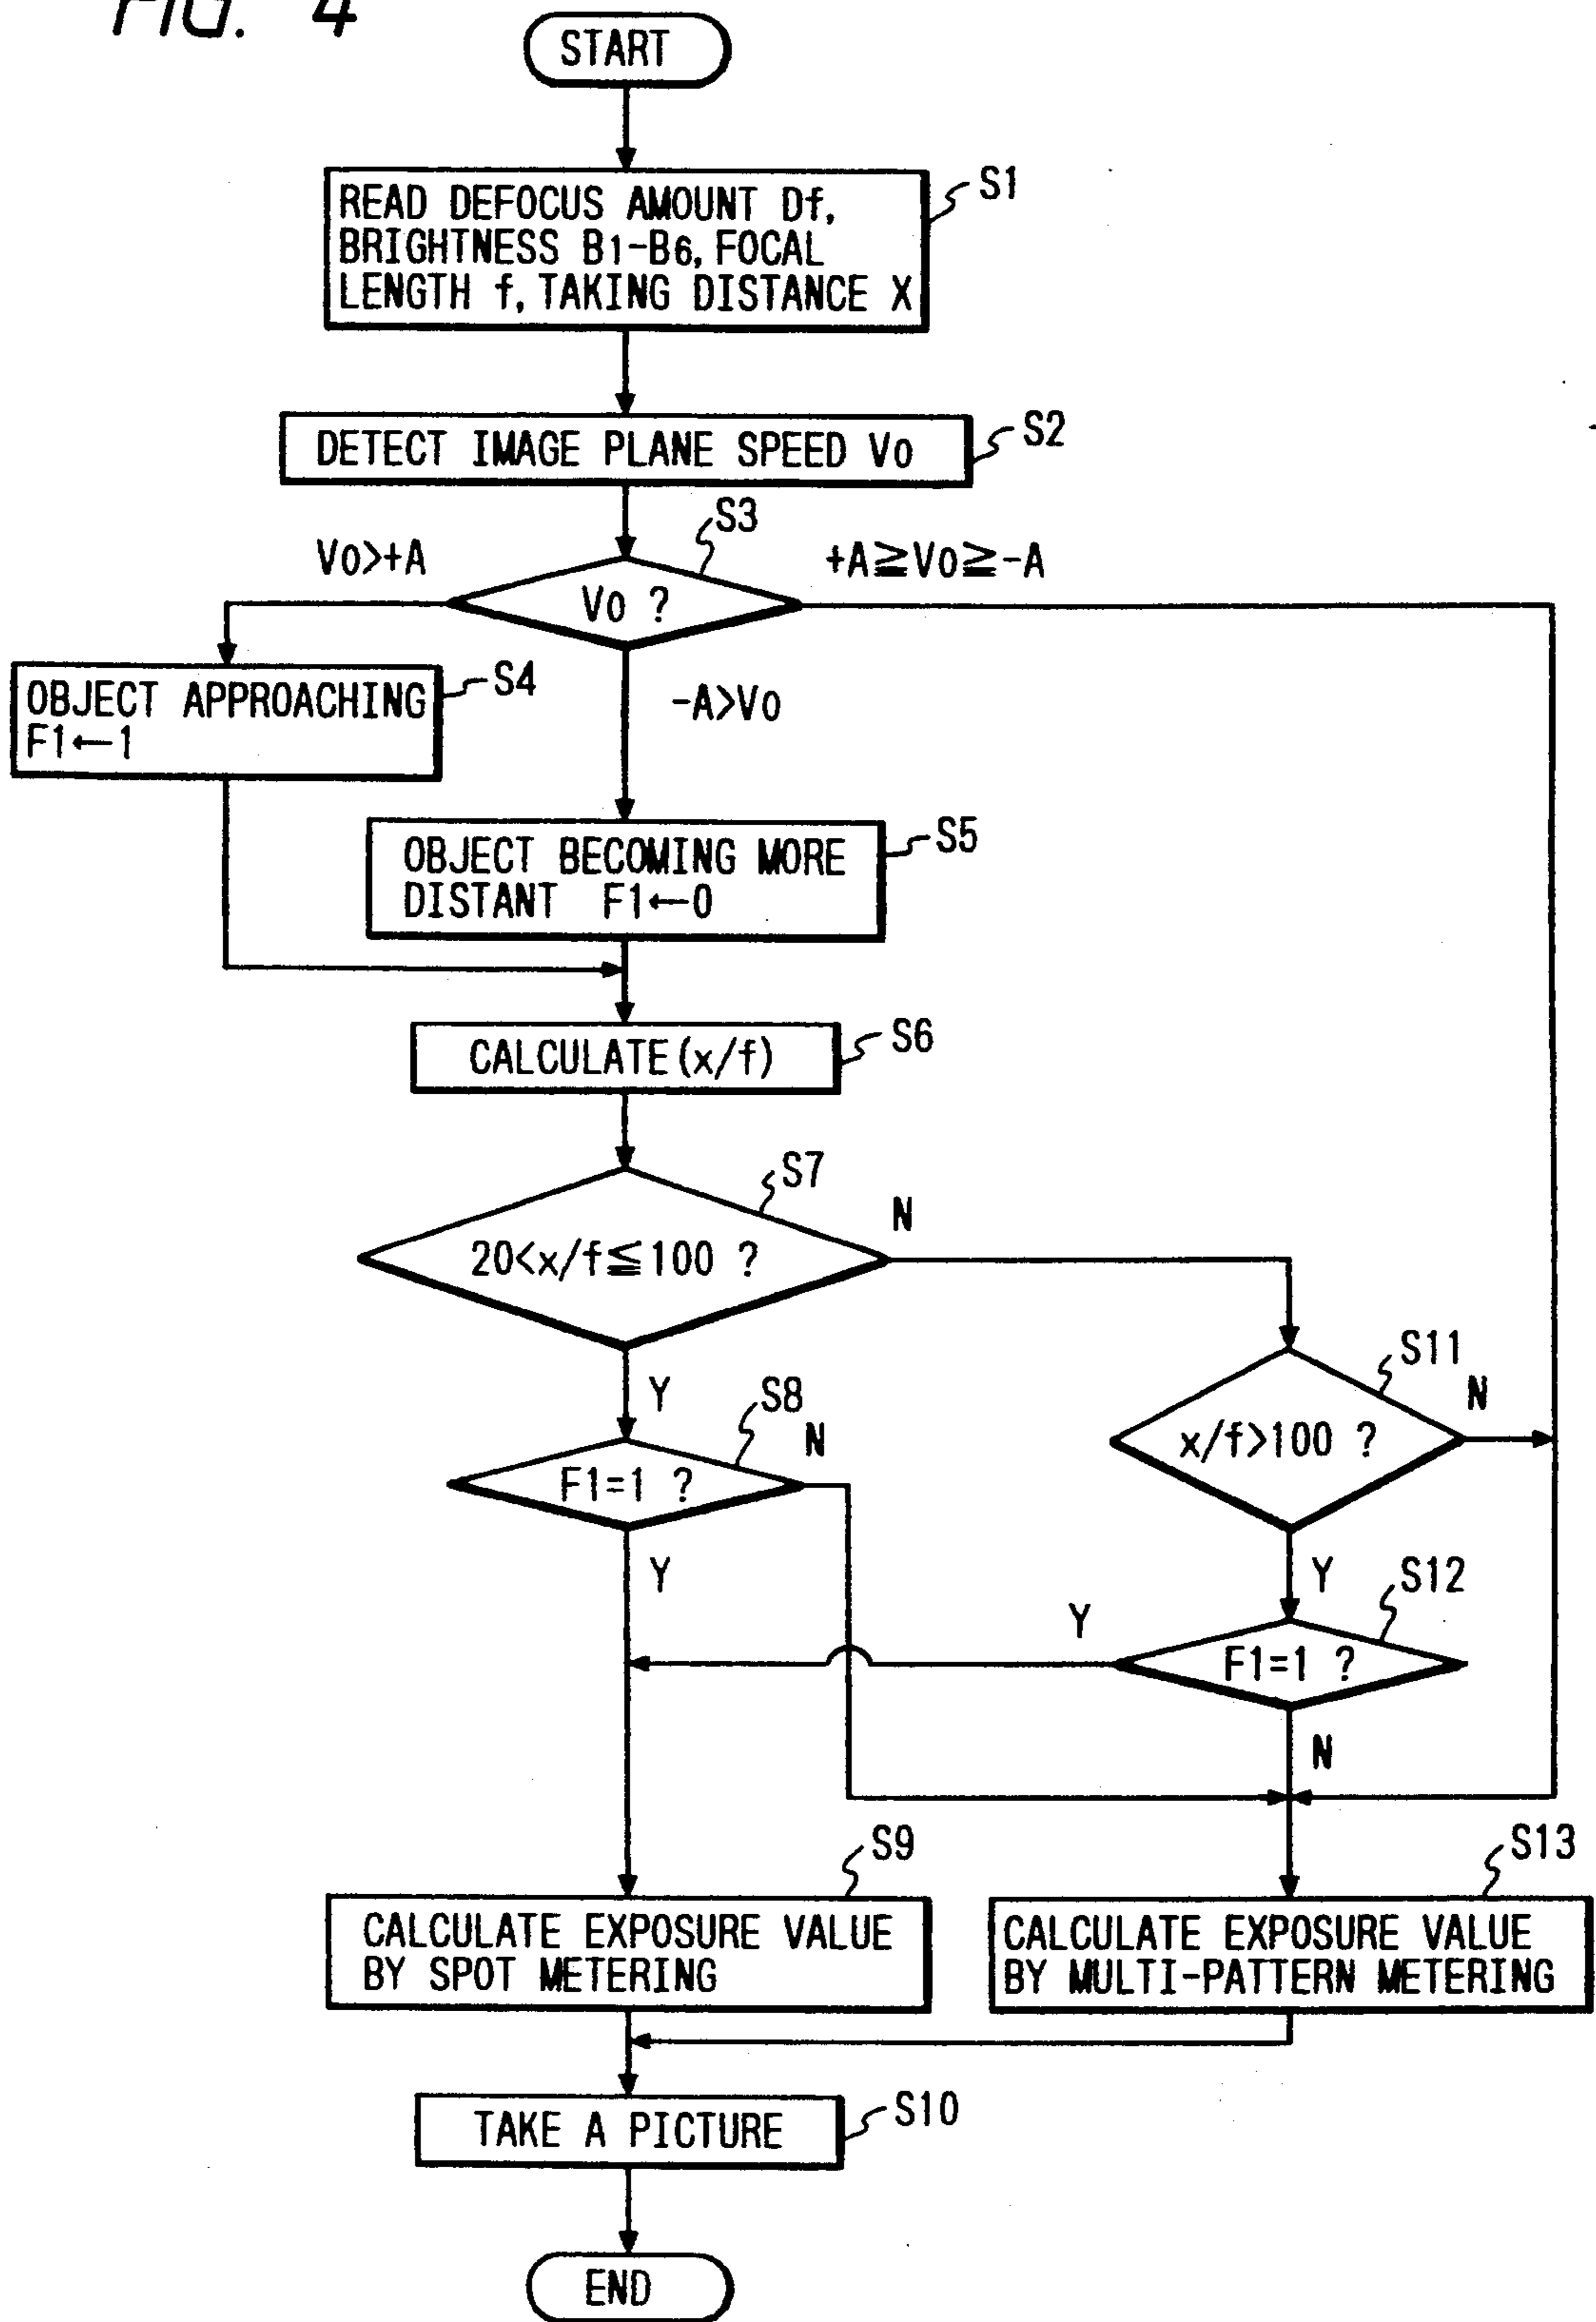 FIG. 4
START
READ DEFOCUS AMOUNT Df,
BRIGHTNESS B1-B6, FOCAL
LENGTH f, TAKING DISTANCE X
S1
DETECT IMAGE PLANE SPEED Vo
S2
S3
Vo>+A
+A≧Vo≧-A
Vo ?
OBJECT APPROACHING
F1←1
S4
-A>Vo
OBJECT BECOMING MORE
DISTANT F1←0
S5
CALCULATE(x/f)
S6
S7
20<x/f≦100 ?
N
Y
S8
F1=1 ?
N
Y
S11
x/f>100 ?
N
Y
S12
F1=1 ?
Y
N
S9
CALCULATE EXPOSURE VALUE
BY SPOT METERING
S13
CALCULATE EXPOSURE VALUE
BY MULTI-PATTERN METERING
TAKE A PICTURE
S10
END